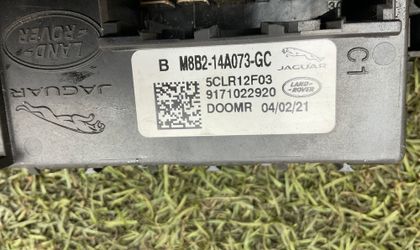 LAND-
ROVER
JAGUAR
B M8B2-14A073-GC
JAGUAR
5CLR12F03
LAND-
ROVER
9171022920
DOOMR 04/02/21
C1